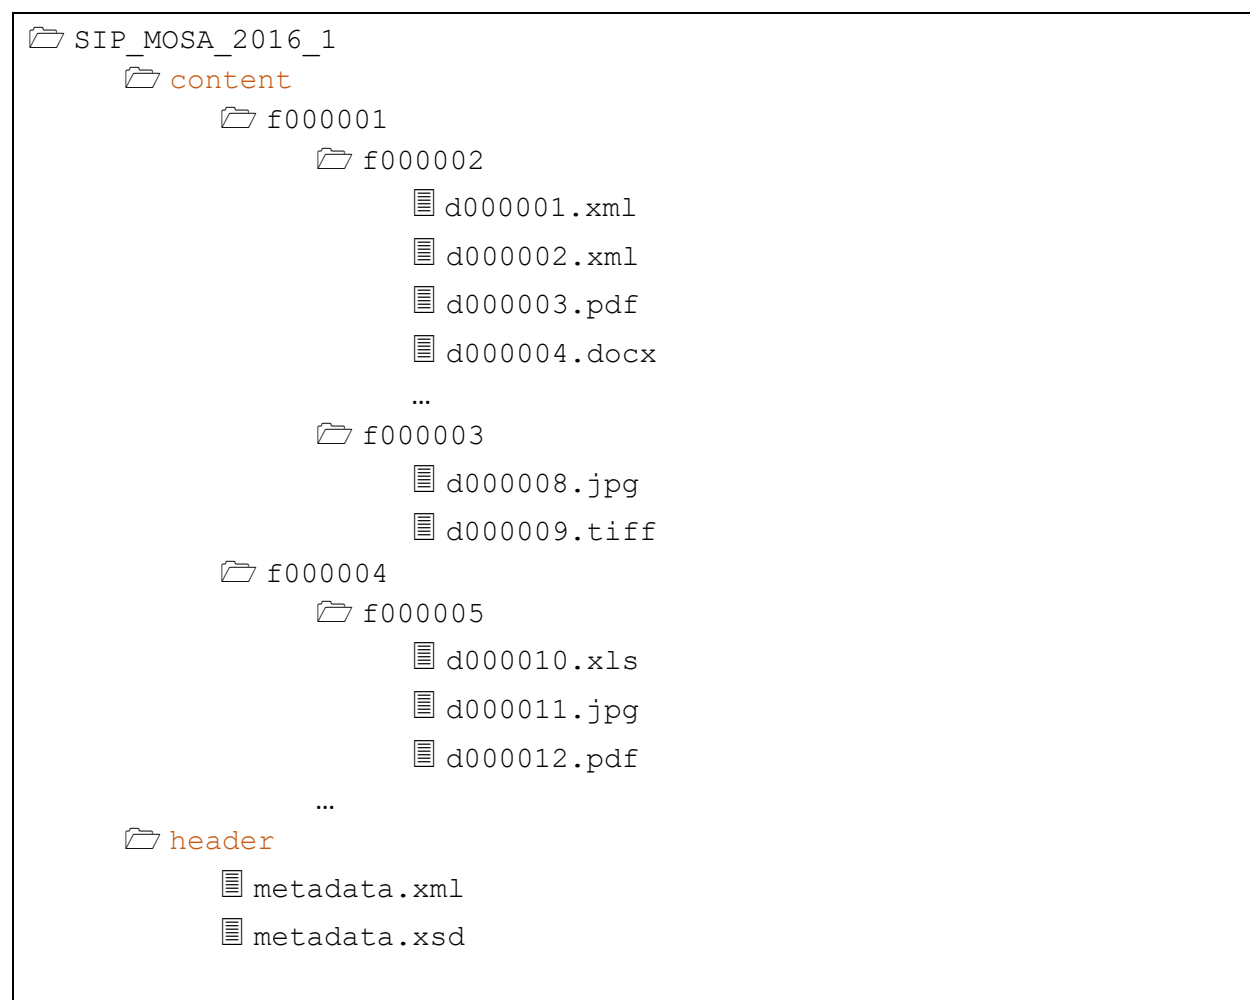 SIP_MOSA_2016_1
content
f000001
f000002
d000001.xml
d000002.xml
d000003.pdf
d000004.docx
…
f000003
d000008.jpg
d000009.tiff
f000004
f000005
d000010.xls
d000011.jpg
d000012.pdf
…
header
metadata.xml
metadata.xsd